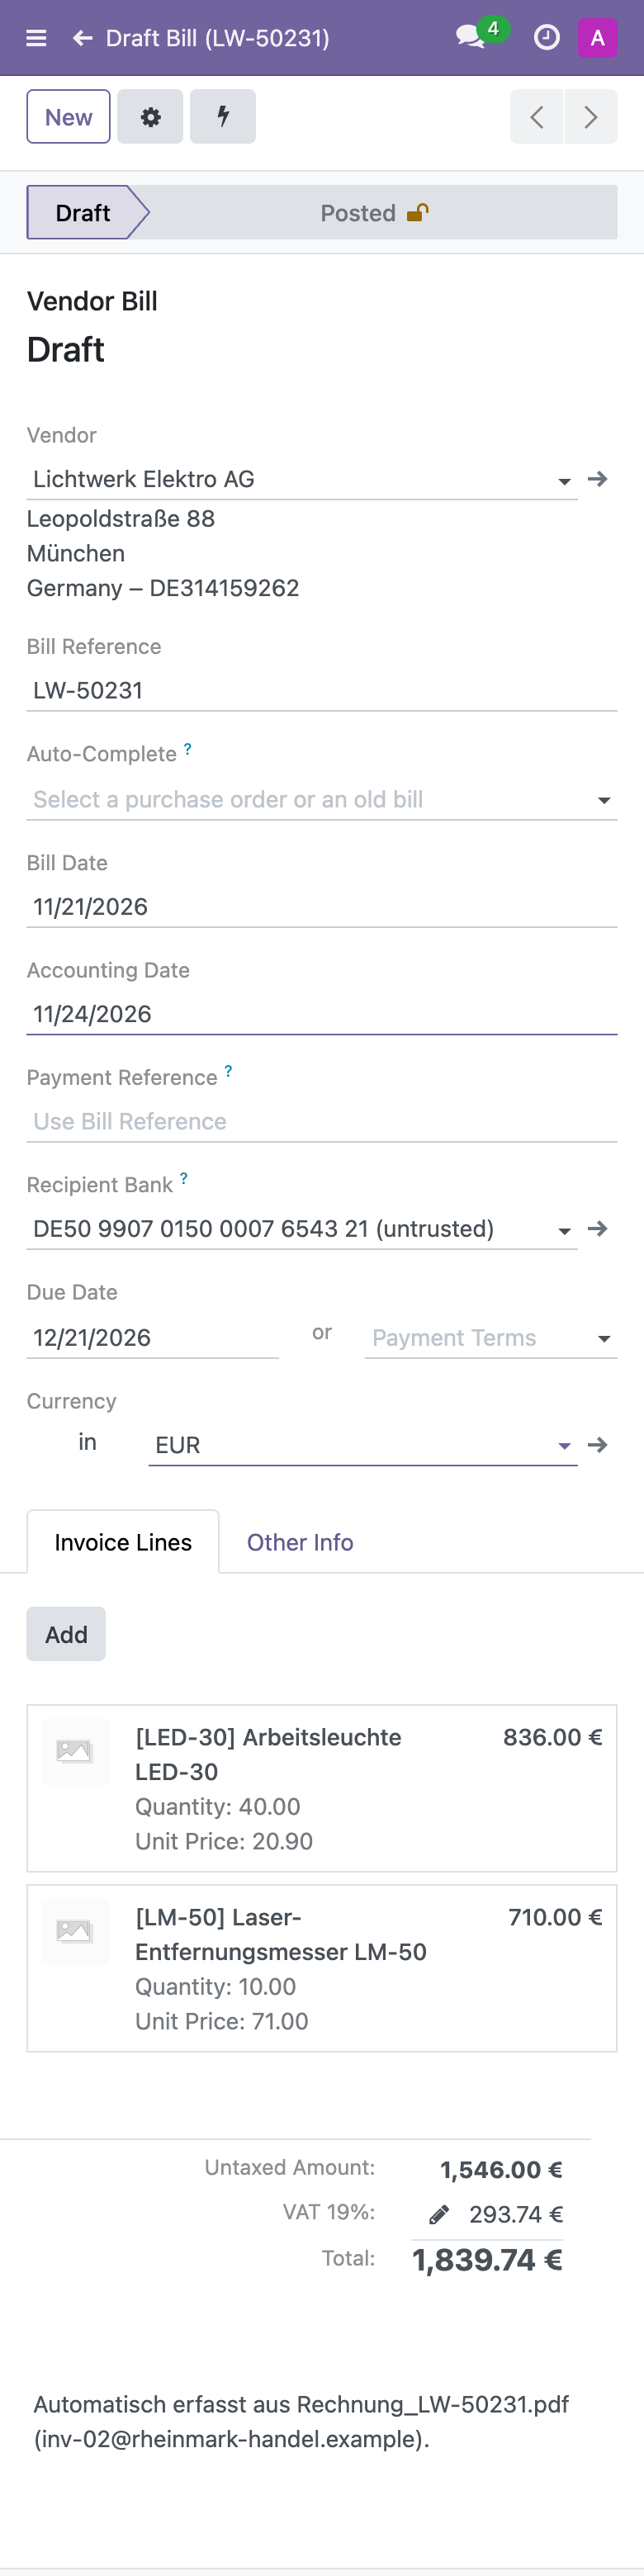 Draft Bill (LW-50231)
4
A
New
Draft
Posted
Vendor Bill
Draft
Vendor
Lichtwerk Elektro AG
Leopoldstraße 88
München
Germany – DE314159262
Bill Reference
LW-50231
Auto-Complete ?
Select a purchase order or an old bill
Bill Date
11/21/2026
Accounting Date
11/24/2026
Payment Reference ?
Use Bill Reference
Recipient Bank ?
DE50 9907 0150 0007 6543 21 (untrusted)
Due Date
12/21/2026 or Payment Terms
Currency
in EUR
Invoice Lines Other Info
Add
[LED-30] Arbeitsleuchte 836.00 €
LED-30
Quantity: 40.00
Unit Price: 20.90
[LM-50] Laser- 710.00 €
Entfernungsmesser LM-50
Quantity: 10.00
Unit Price: 71.00
Untaxed Amount: 1,546.00 €
VAT 19%: 293.74 €
Total: 1,839.74 €
Automatisch erfasst aus Rechnung_LW-50231.pdf
(inv-02@rheinmark-handel.example).